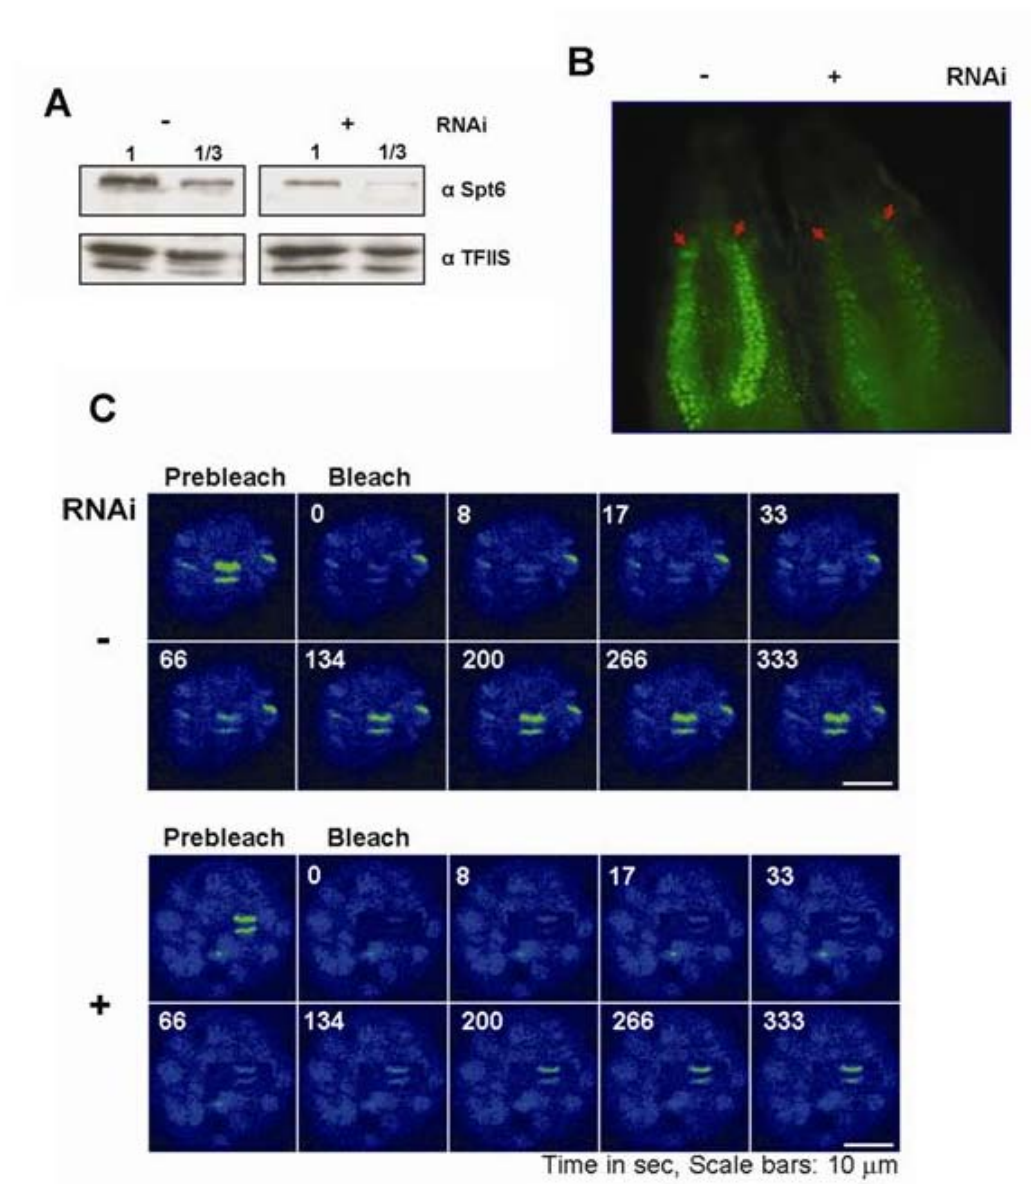 A
- + RNAi
1 1/3 1 1/3
α Spt6
α TFIIS
B
- + RNAi
C
Prebleach Bleach
RNAi
0 8 17 33
-
66 134 200 266 333
Prebleach Bleach
0 8 17 33
+
66 134 200 266 333
Time in sec, Scale bars: 10 μm